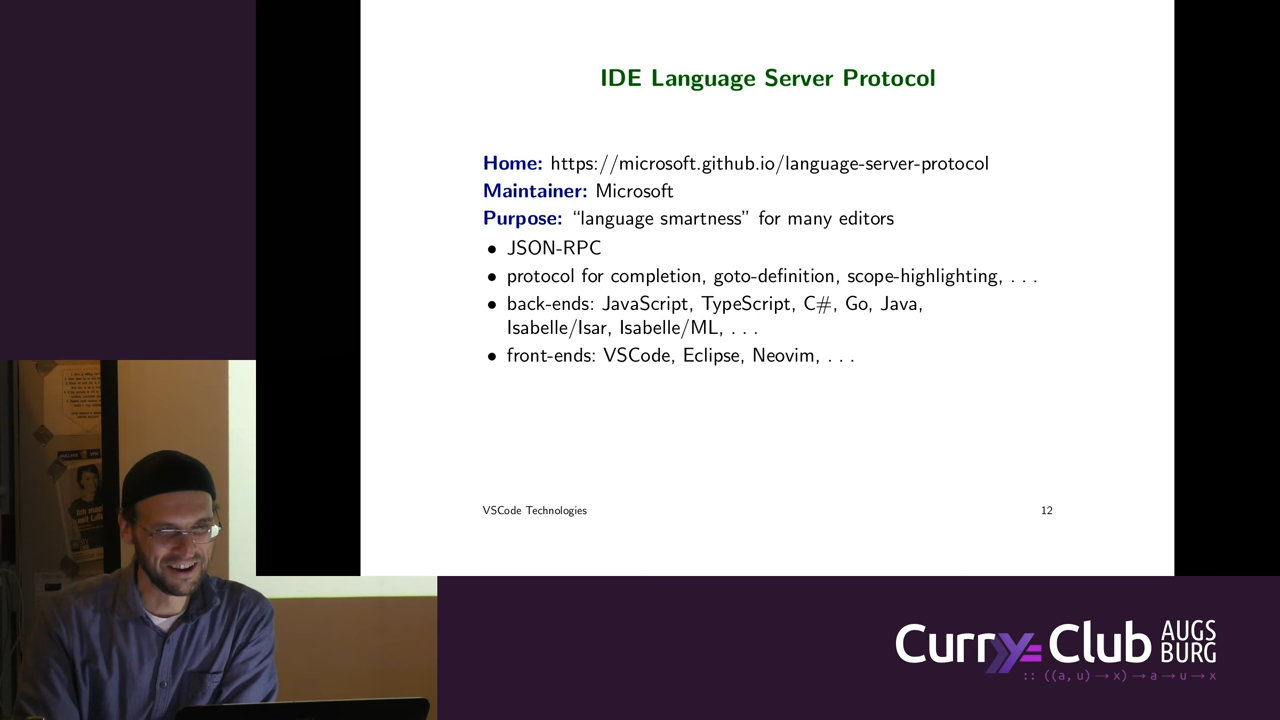 IDE Language Server Protocol
Home: https://microsoft.github.io/language-server-protocol
Maintainer: Microsoft
Purpose: “language smartness” for many editors
• JSON-RPC
• protocol for completion, goto-definition, scope-highlighting, . . .
• back-ends: JavaScript, TypeScript, C#, Go, Java,
Isabelle/Isar, Isabelle/ML, . . .
• front-ends: VSCode, Eclipse, Neovim, . . .
VSCode Technologies 12
Curry Club AUGS
BURG
:: ((a, u) → x) → a → u → x